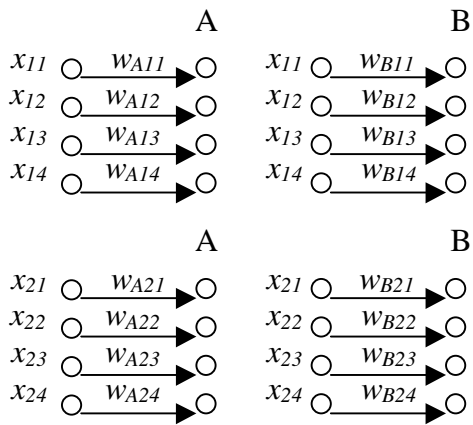 A B
x11 wA11 x11 wB11
x12 wA12 x12 wB12
x13 wA13 x13 wB13
x14 wA14 x14 wB14
A B
x21 wA21 x21 wB21
x22 wA22 x22 wB22
x23 wA23 x23 wB23
x24 wA24 x24 wB24